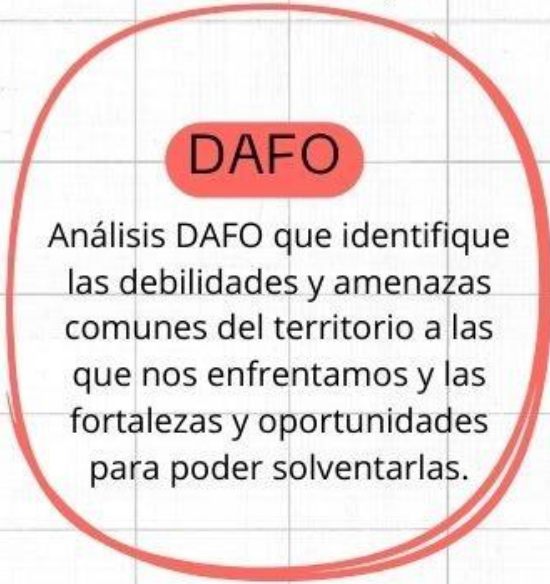 DAFO
Análisis DAFO que identifique
las debilidades y amenazas
comunes del territorio a las
que nos enfrentamos y las
fortalezas y oportunidades
para poder solventarlas.